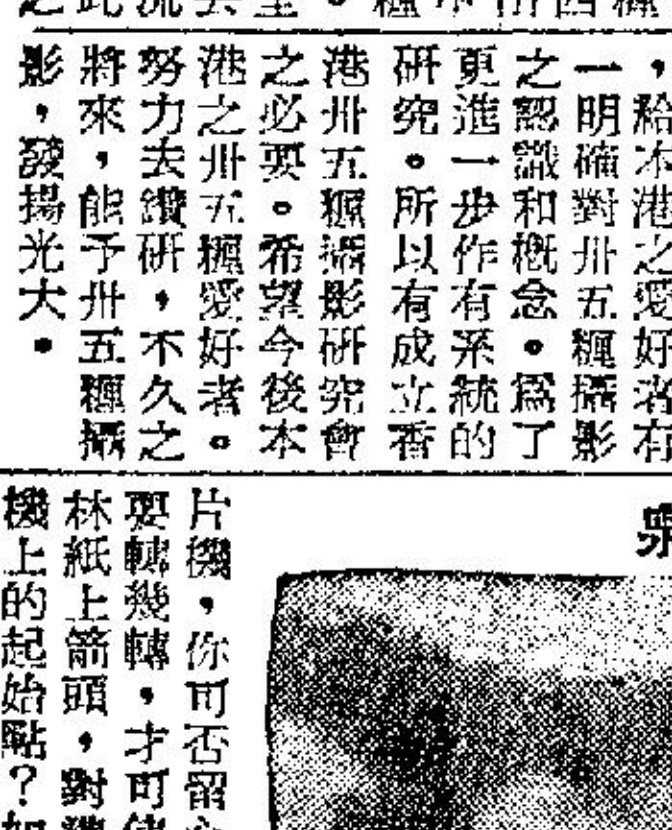 ，給本港之愛好者有
一明確對卅五糎攝影
之認識和概念。爲了
更進一步作有系統的
研究。所以有成立香
港卅五糎攝影研究會
之必要。希望今後本
港之卅五糎愛好者。
努力去鑽研，不久之
將來，能予卅五糎攝
影，發揚光大。
片機，你可否留
要轉幾轉，才可
林紙上箭頭，對
機上的起始點？如